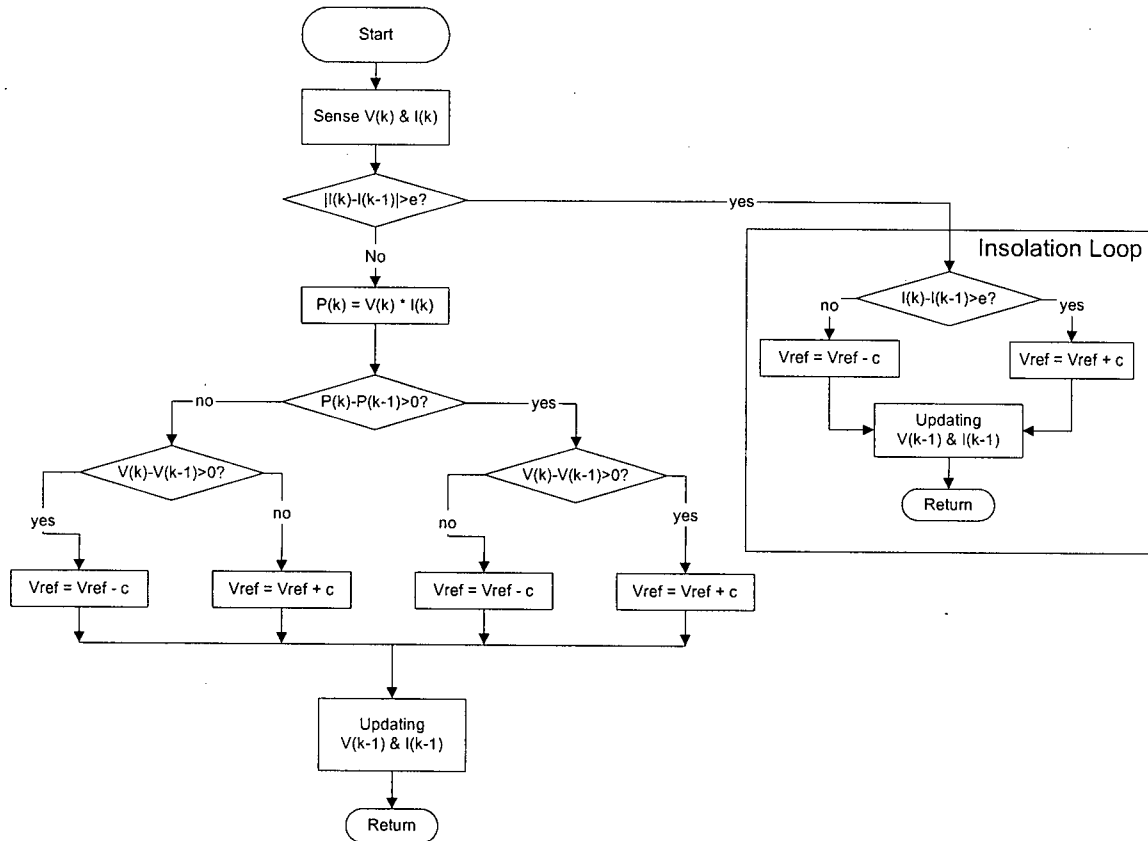 Start
Sense V(k) & I(k)
|I(k)-I(k-1)|>e?
yes
No
Insolation Loop
I(k)-I(k-1)>e?
no
yes
Vref = Vref - c
Vref = Vref + c
Updating
V(k-1) & I(k-1)
Return
P(k) = V(k) * I(k)
P(k)-P(k-1)>0?
no
yes
V(k)-V(k-1)>0?
V(k)-V(k-1)>0?
yes
no
no
yes
Vref = Vref - c
Vref = Vref + c
Vref = Vref - c
Vref = Vref + c
Updating
V(k-1) & I(k-1)
Return